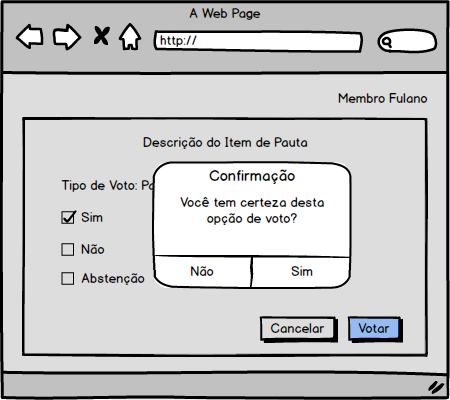 A Web Page
http://
Membro Fulano
Descrição do Item de Pauta
Confirmação
Tipo de Voto:
Você tem certeza desta
opção de voto?
Sim
Não
Abstenção
Não Sim
Cancelar Votar